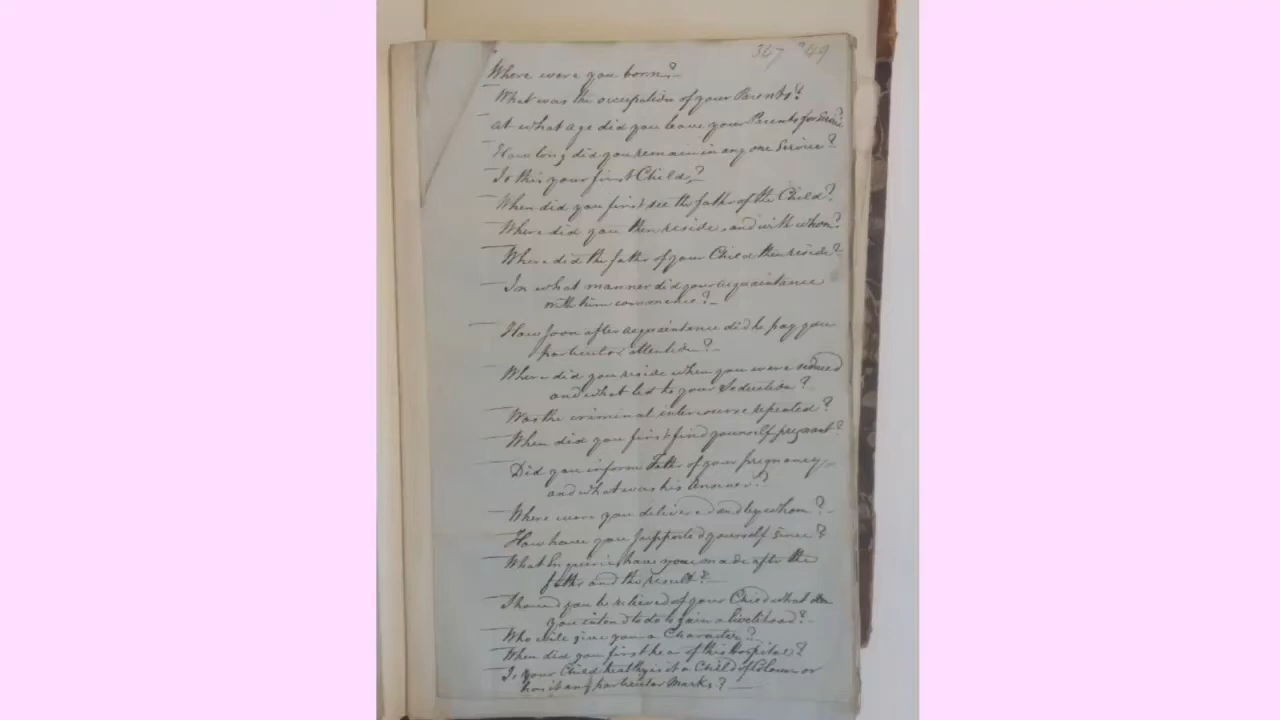 367 49
Where were you born?
What was the occupation of your Parents?
At what age did you leave your Parents for Service
How long did you remain in any one Service?
Is this your first Child?
When did you first see the father of the Child?
Where did you then reside, and with whom?
Where did the father of your Child then reside?
In what manner did your acquaintance
with him commence?
How soon after acquaintence did he pay you
particular attention?
Where did you reside when you were seduced
and what led to your Seduction?
Was the criminal intercourse repeated?
When did you first find yourself pregnant?
Did you inform Father of your pregnancy
and what was his Answer?
Where were you delivered and by whom?
How have you supported yourself since?
What Inquiries have you made after the
father and the result?
Should you be relieved of your Child what do
you intend to do to gain a livelihood?
Who will give you a Character?
When did you first hear of this Hospital?
Is your Child healthy is it a Child of Colour or
has it any particular Marks?